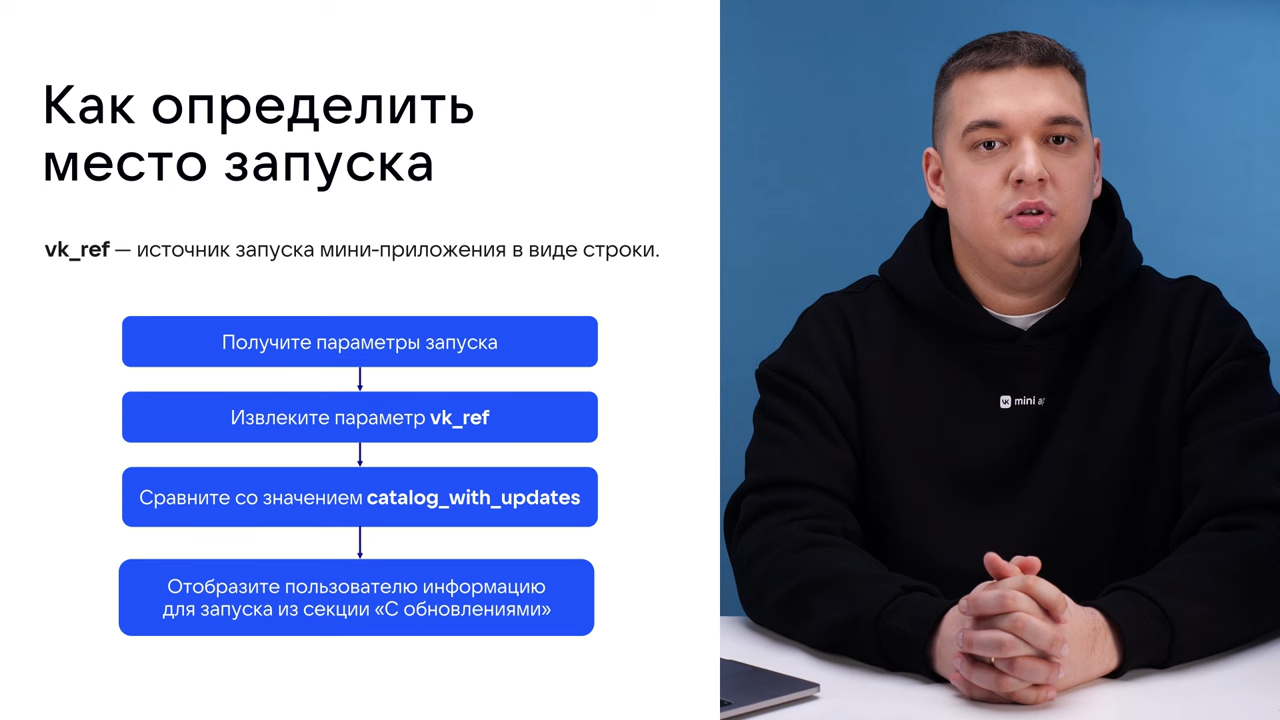 Как определить
место запуска
vk_ref — источник запуска мини-приложения в виде строки.
Получите параметры запуска
Извлеките параметр vk_ref
Сравните со значением catalog_with_updates
Отобразите пользователю информацию
для запуска из секции «С обновлениями»
mini